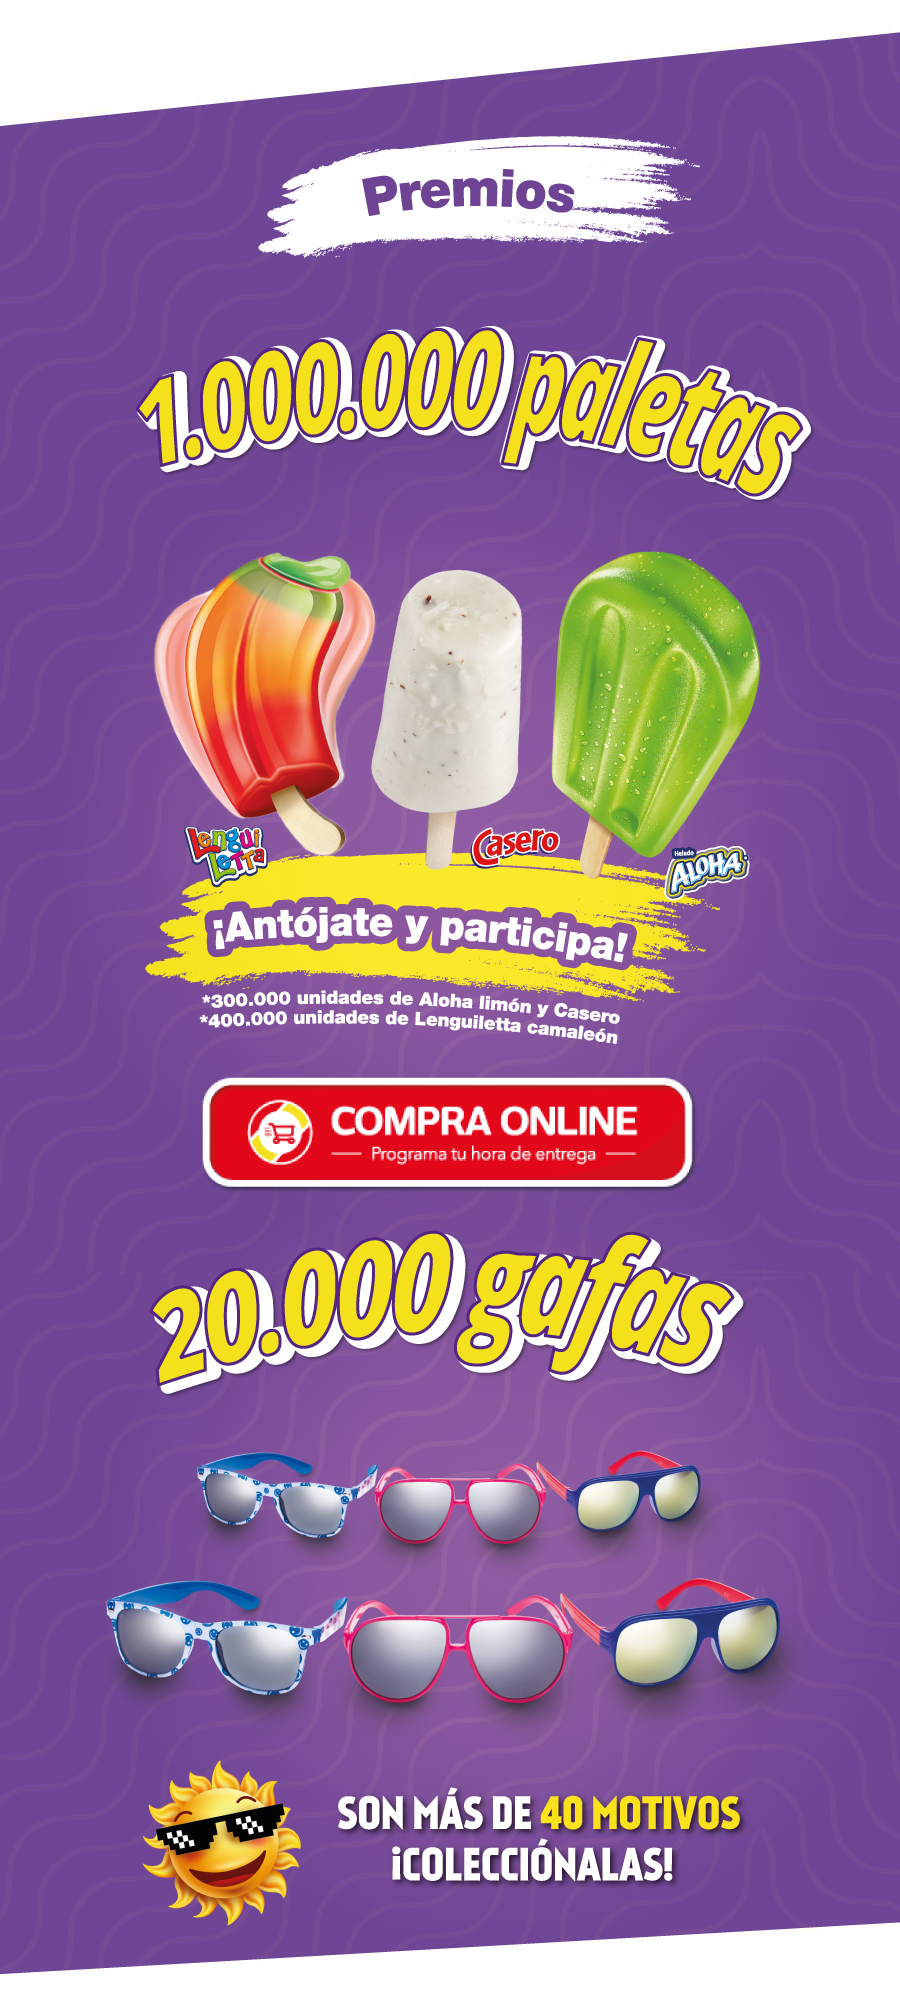 Premios
1.000.000 paletas
Lengui
Letta
Casero
Helado
ALOHA
¡Antójate y participa!
*300.000 unidades de Aloha limón y Casero
*400.000 unidades de Lenguiletta camaleón
COMPRA ONLINE
Programa tu hora de entrega
20.000 gafas
SON MÁS DE 40 MOTIVOS
¡COLECCIÓNALAS!